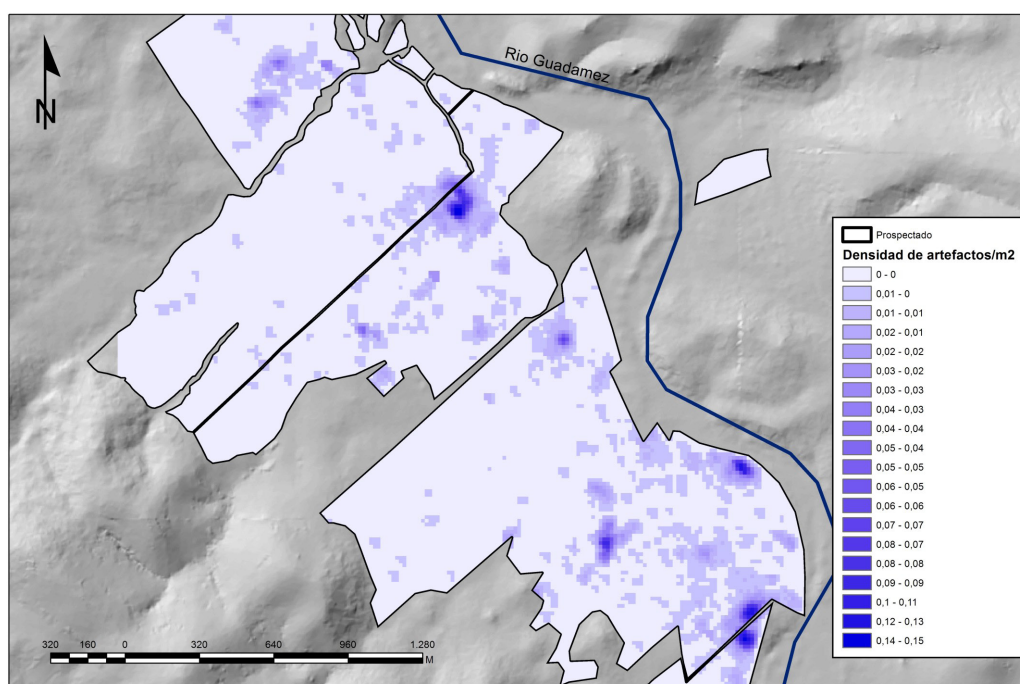 N
Rio Guadamez
Prospectado
Densidad de artefactos/m2
0 - 0
0,01 - 0
0,01 - 0,01
0,02 - 0,01
0,02 - 0,02
0,03 - 0,02
0,03 - 0,03
0,04 - 0,03
0,04 - 0,04
0,05 - 0,04
0,05 - 0,05
0,06 - 0,05
0,06 - 0,06
0,07 - 0,07
0,08 - 0,07
0,08 - 0,08
0,09 - 0,09
0,1 - 0,11
0,12 - 0,13
0,14 - 0,15
320 160 0 320 640 960 1.280
M